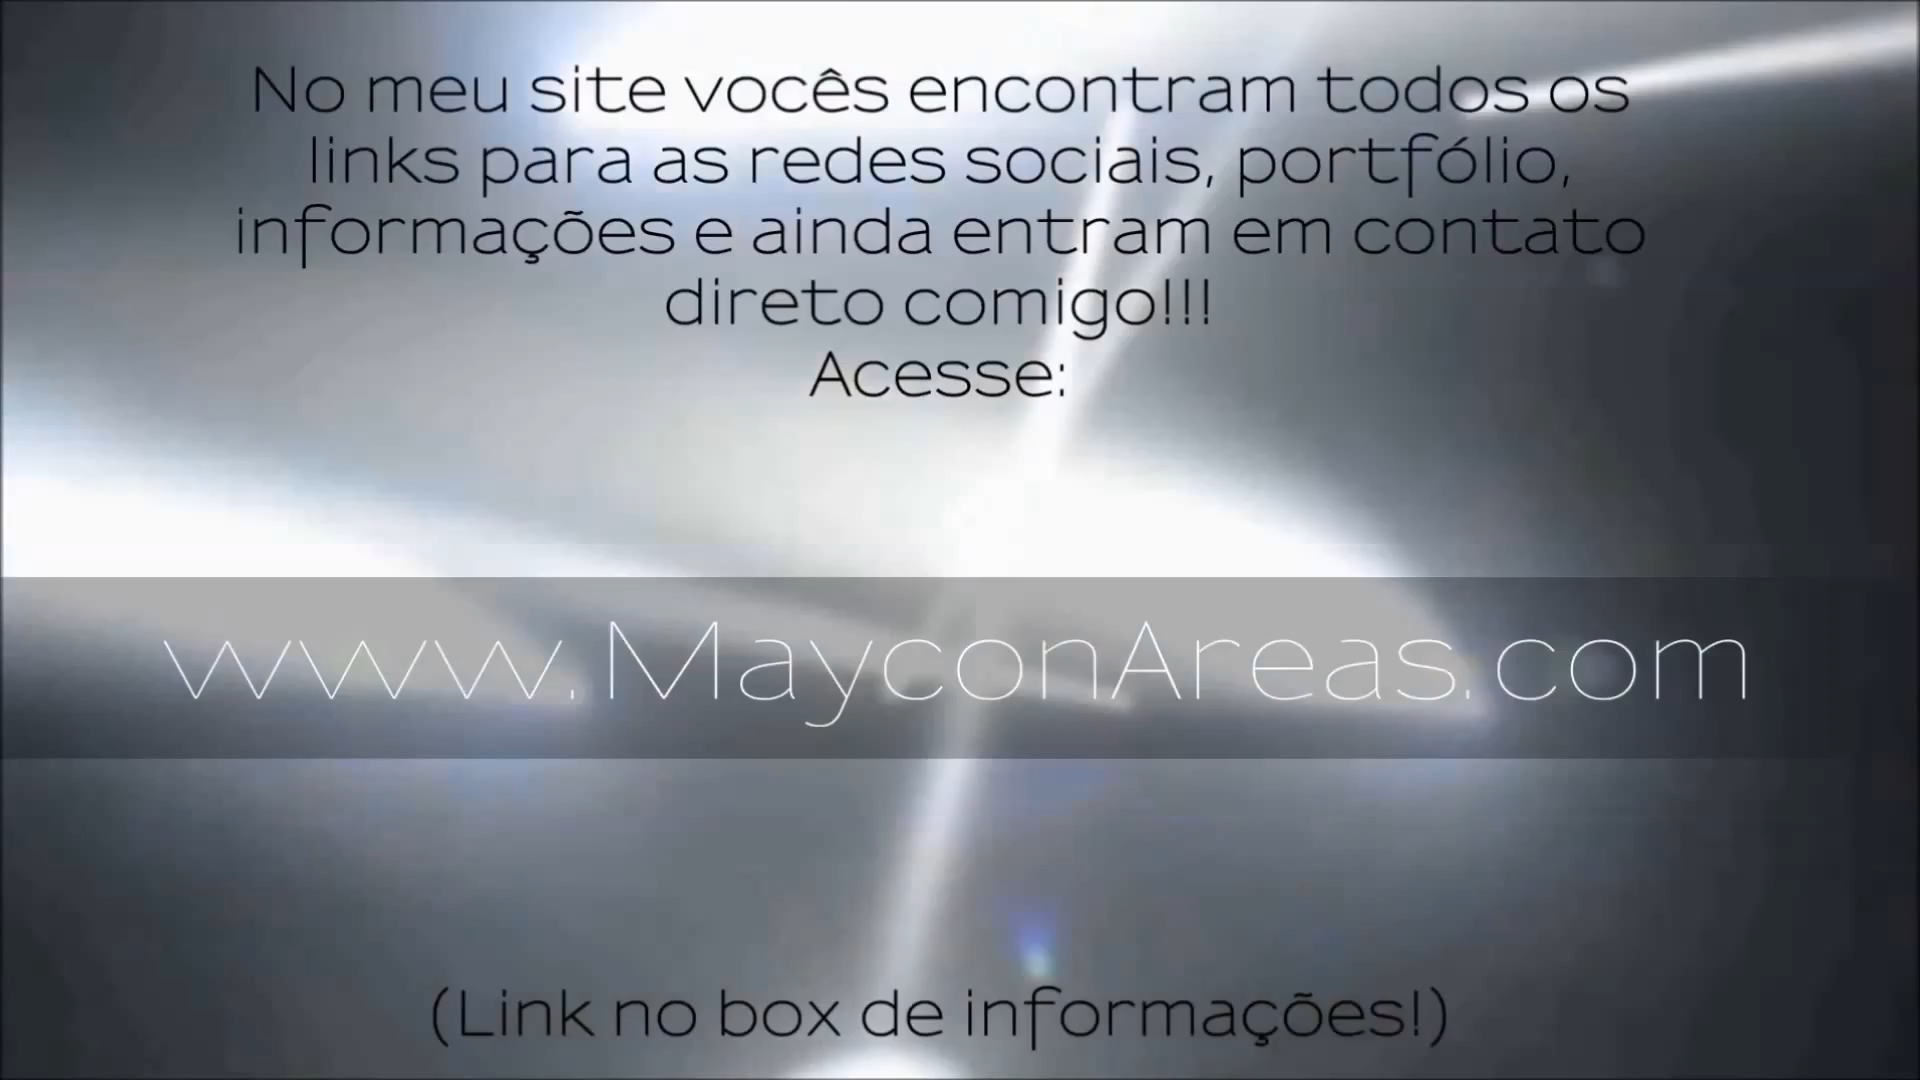 No meu site vocês encontram todos os
links para as redes sociais, portfólio,
informações e ainda entram em contato
direto comigo!!!
Acesse:
www.MayconAreas.com
(Link no box de informações!)